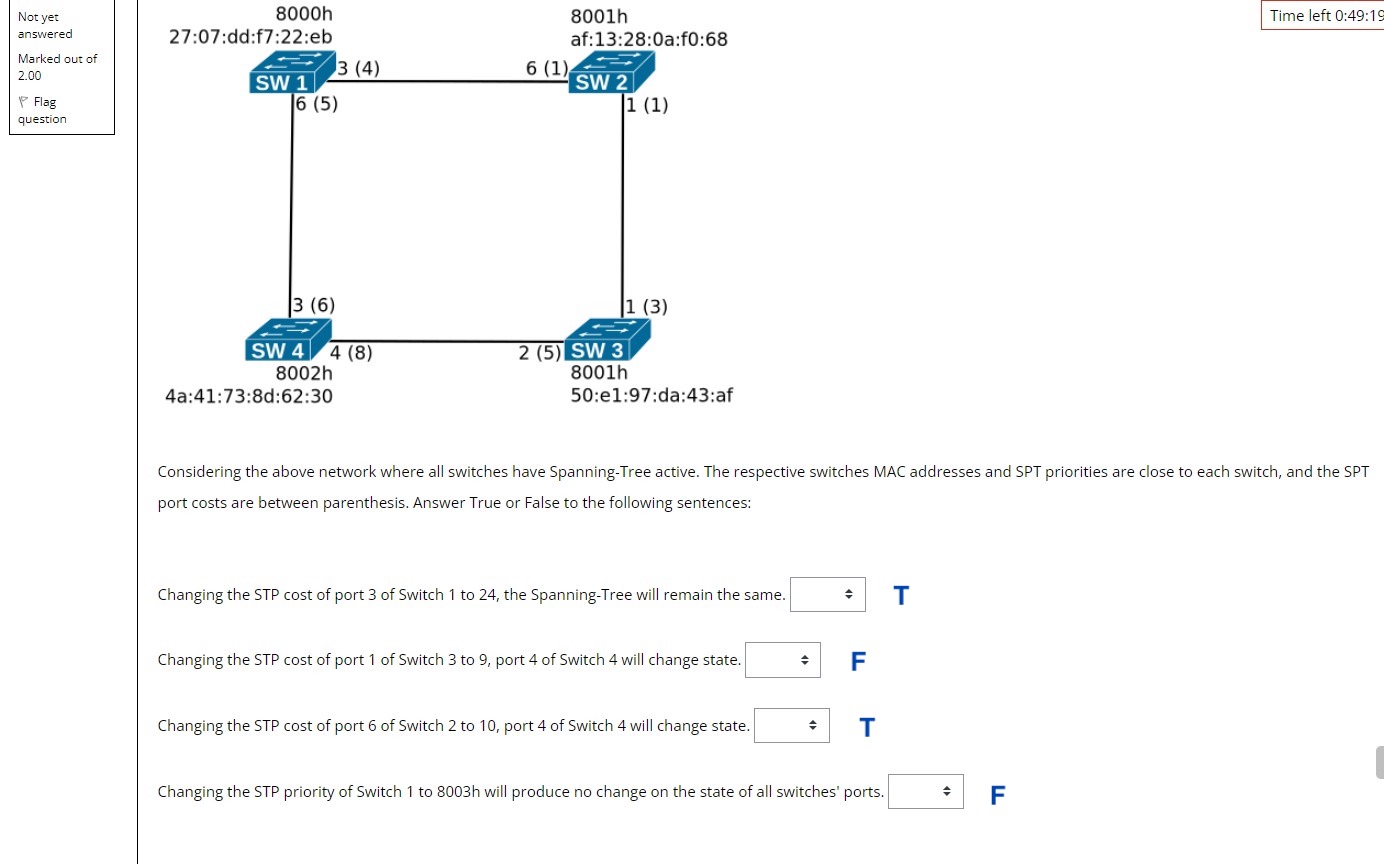 Not yet
answered
Marked out of
2.00
Flag
question
Time left 0:49:19
8000h
27:07:dd:f7:22:eb
8001h
af:13:28:0a:f0:68
SW 1
3 (4)
6 (1)
SW 2
6 (5)
1 (1)
3 (6)
1 (3)
SW 4
4 (8)
2 (5)
SW 3
8002h
4a:41:73:8d:62:30
8001h
50:e1:97:da:43:af
Considering the above network where all switches have Spanning-Tree active. The respective switches MAC addresses and SPT priorities are close to each switch, and the SPT
port costs are between parenthesis. Answer True or False to the following sentences:
Changing the STP cost of port 3 of Switch 1 to 24, the Spanning-Tree will remain the same. T
Changing the STP cost of port 1 of Switch 3 to 9, port 4 of Switch 4 will change state. F
Changing the STP cost of port 6 of Switch 2 to 10, port 4 of Switch 4 will change state. T
Changing the STP priority of Switch 1 to 8003h will produce no change on the state of all switches' ports. F